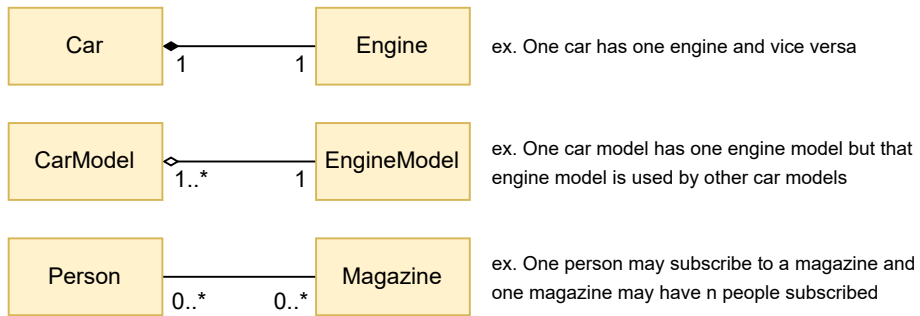 Car
1
1
Engine
ex. One car has one engine and vice versa
CarModel
1..*
1
EngineModel
ex. One car model has one engine model but that
engine model is used by other car models
Person
0..*
0..*
Magazine
ex. One person may subscribe to a magazine and
one magazine may have n people subscribed